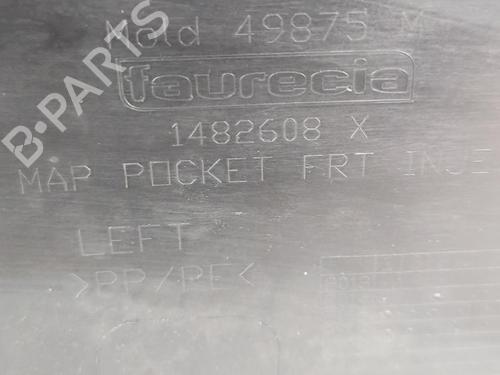 Mold 49875 M
faurecia
1482608 X
MAP POCKET FRT INJE
LEFT
>PP/PE<
B-PARTS